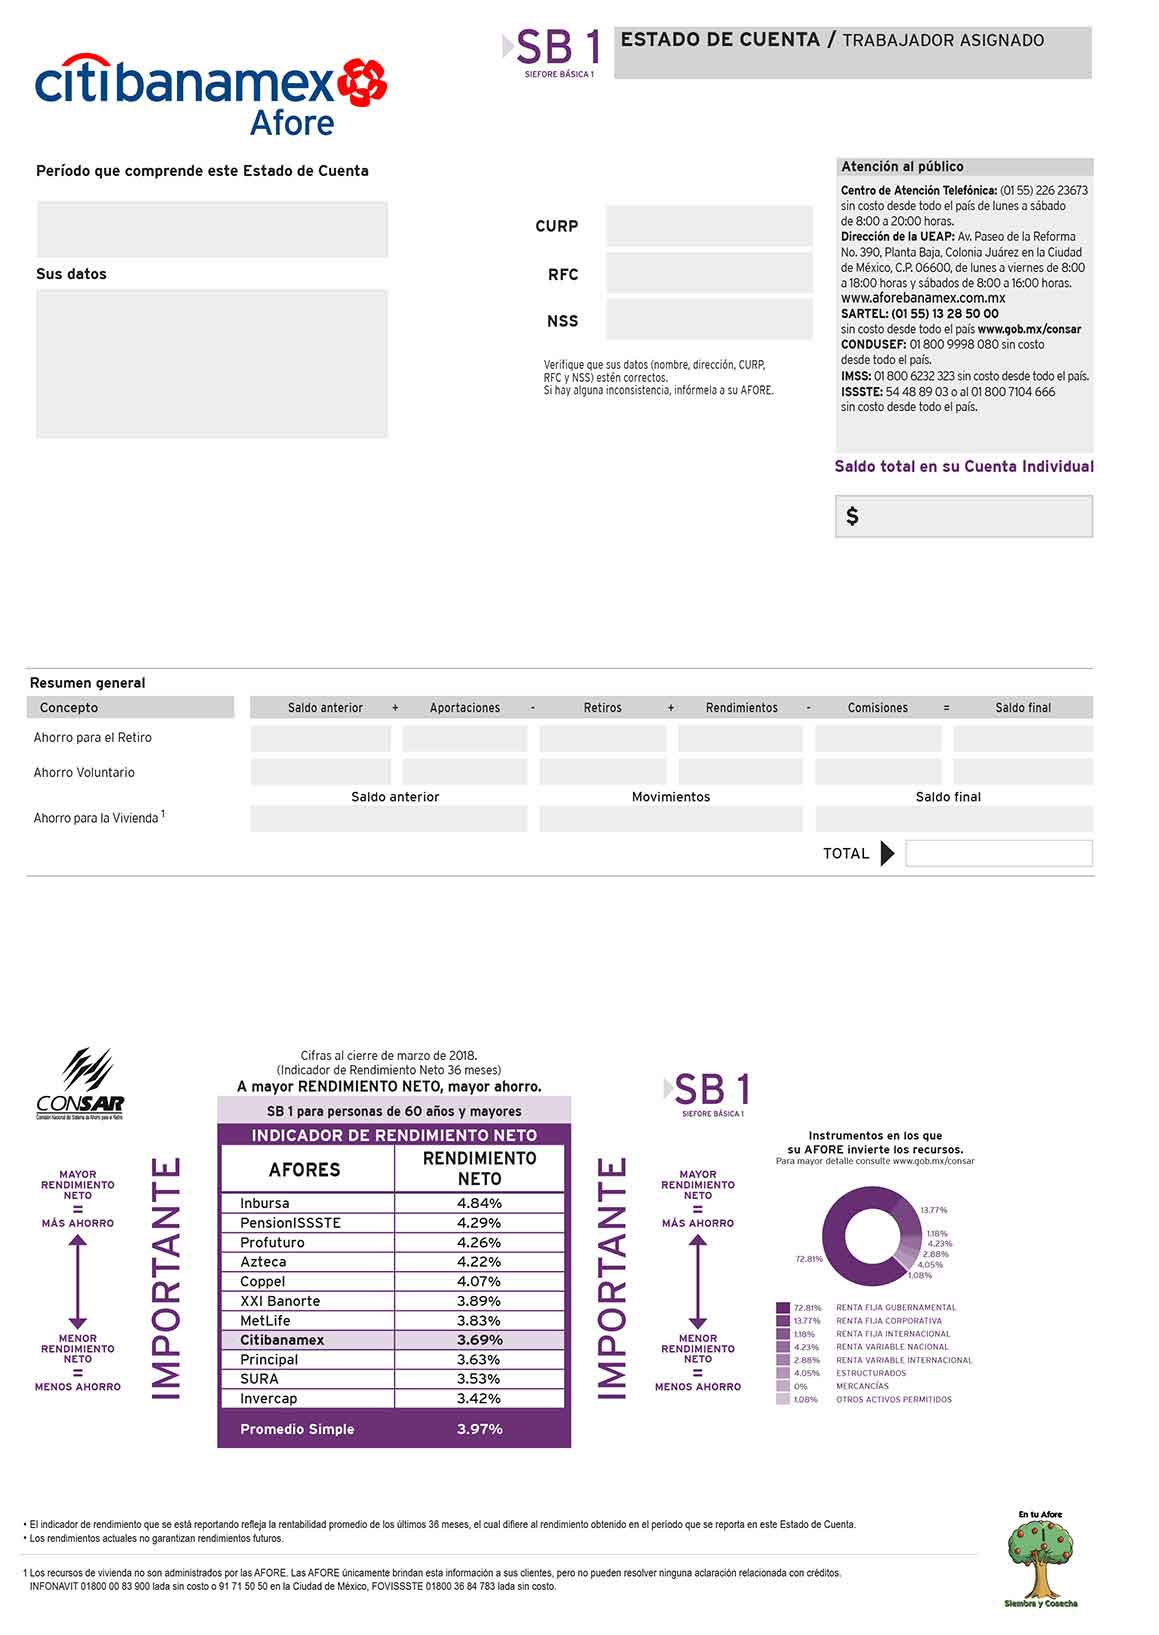 citibanamex
Afore
SB 1
SIEFORE BÁSICA 1
ESTADO DE CUENTA / TRABAJADOR ASIGNADO
Período que comprende este Estado de Cuenta
Sus datos
CURP
RFC
NSS
Verifique que sus datos (nombre, dirección, CURP,
RFC y NSS) estén correctos.
Si hay alguna inconsistencia, infórmela a su AFORE.
Atención al público
Centro de Atención Telefónica: (01 55) 226 23673
sin costo desde todo el país de lunes a sábado
de 8:00 a 20:00 horas.
Dirección de la UEAP: Av. Paseo de la Reforma
No. 390, Planta Baja, Colonia Juárez en la Ciudad
de México, C.P. 06600, de lunes a viernes de 8:00
a 18:00 horas y sábados de 8:00 a 16:00 horas.
www.aforebanamex.com.mx
SARTEL: (01 55) 13 28 50 00
sin costo desde todo el país www.gob.mx/consar
CONDUSEF: 01 800 9998 080 sin costo
desde todo el país.
IMSS: 01 800 6232 323 sin costo desde todo el país.
ISSSTE: 54 48 89 03 o al 01 800 7104 666
sin costo desde todo el país.
Saldo total en su Cuenta Individual
$
Resumen general
Concepto Saldo anterior + Aportaciones - Retiros + Rendimientos - Comisiones = Saldo final
Ahorro para el Retiro
Ahorro Voluntario
Saldo anterior Movimientos Saldo final
Ahorro para la Vivienda 1
TOTAL
CONSAR
Comisión Nacional de Sistema de Ahorro para el Retiro
MAYOR
RENDIMIENTO
NETO
=
MÁS AHORRO
MENOR
RENDIMIENTO
NETO
=
MENOS AHORRO
IMPORTANTE
Cifras al cierre de marzo de 2018.
(Indicador de Rendimiento Neto 36 meses)
A mayor RENDIMIENTO NETO, mayor ahorro.
SB 1 para personas de 60 años y mayores
INDICADOR DE RENDIMIENTO NETO
AFORES RENDIMIENTO
NETO
Inbursa 4.84%
PensionISSSTE 4.29%
Profuturo 4.26%
Azteca 4.22%
Coppel 4.07%
XXI Banorte 3.89%
MetLife 3.83%
Citibanamex 3.69%
Principal 3.63%
SURA 3.53%
Invercap 3.42%
Promedio Simple 3.97%
IMPORTANTE
SB 1
SIEFORE BÁSICA 1
MAYOR
RENDIMIENTO
NETO
=
MÁS AHORRO
MENOR
RENDIMIENTO
NETO
=
MENOS AHORRO
Instrumentos en los que
su AFORE invierte los recursos.
Para mayor detalle consulte www.gob.mx/consar
13.77%
1.18%
4.23%
2.88%
4.05%
1.08%
72.81%
72.81% RENTA FIJA GUBERNAMENTAL
13.77% RENTA FIJA CORPORATIVA
1.18% RENTA FIJA INTERNACIONAL
4.23% RENTA VARIABLE NACIONAL
2.88% RENTA VARIABLE INTERNACIONAL
4.05% ESTRUCTURADOS
0% MERCANCÍAS
1.08% OTROS ACTIVOS PERMITIDOS
• El indicador de rendimiento que se está reportando refleja la rentabilidad promedio de los últimos 36 meses, el cual difiere al rendimiento obtenido en el período que se reporta en este Estado de Cuenta.
• Los rendimientos actuales no garantizan rendimientos futuros.
1 Los recursos de vivienda no son administrados por las AFORE. Las AFORE únicamente brindan esta información a sus clientes, pero no pueden resolver ninguna aclaración relacionada con créditos.
INFONAVIT 01800 00 83 900 lada sin costo o 91 71 50 50 en la Ciudad de México, FOVISSSTE 01800 36 84 783 lada sin costo.
En tu Afore
Siembra y Cosecha